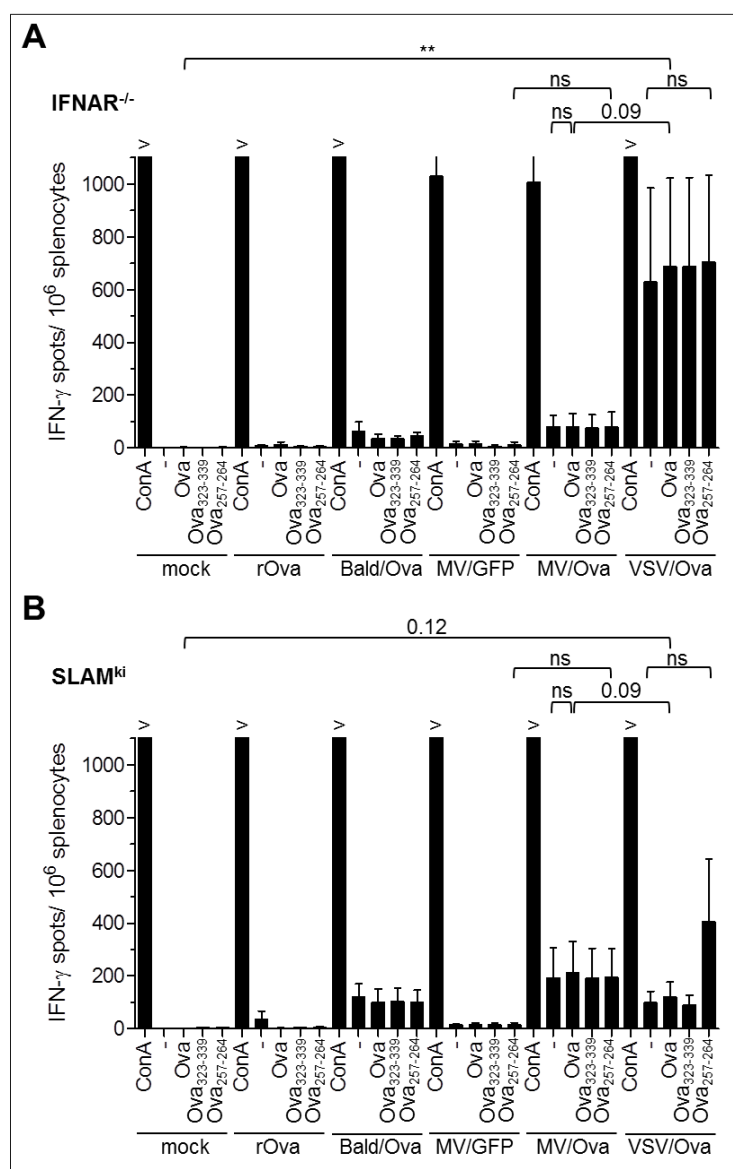 A
**
IFNAR-/-
ns
ns
0.09
ns
> > > >
IFN-γ spots/ 10⁶ splenocytes
1000
800
600
400
200
0
ConA - Ova Ova323-339 Ova257-264 ConA - Ova Ova323-339 Ova257-264 ConA - Ova Ova323-339 Ova257-264 ConA - Ova Ova323-339 Ova257-264 ConA - Ova Ova323-339 Ova257-264 ConA - Ova Ova323-339 Ova257-264
mock rOva Bald/Ova MV/GFP MV/Ova VSV/Ova
B
0.12
SLAMki
ns
ns
0.09
ns
> > > > > >
IFN-γ spots/ 10⁶ splenocytes
1000
800
600
400
200
0
ConA - Ova Ova323-339 Ova257-264 ConA - Ova Ova323-339 Ova257-264 ConA - Ova Ova323-339 Ova257-264 ConA - Ova Ova323-339 Ova257-264 ConA - Ova Ova323-339 Ova257-264 ConA - Ova Ova323-339 Ova257-264
mock rOva Bald/Ova MV/GFP MV/Ova VSV/Ova